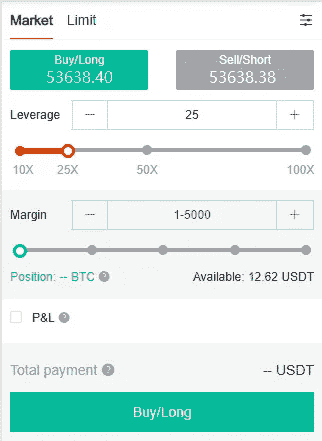 Market Limit
Buy/Long Sell/Short
53638.40 53638.38
Leverage — 25 +
10X 25X 50X 100X
Margin — 1-5000 +
Position: -- BTC ? Available: 12.62 USDT
P&L ?
Total payment ? -- USDT
Buy/Long